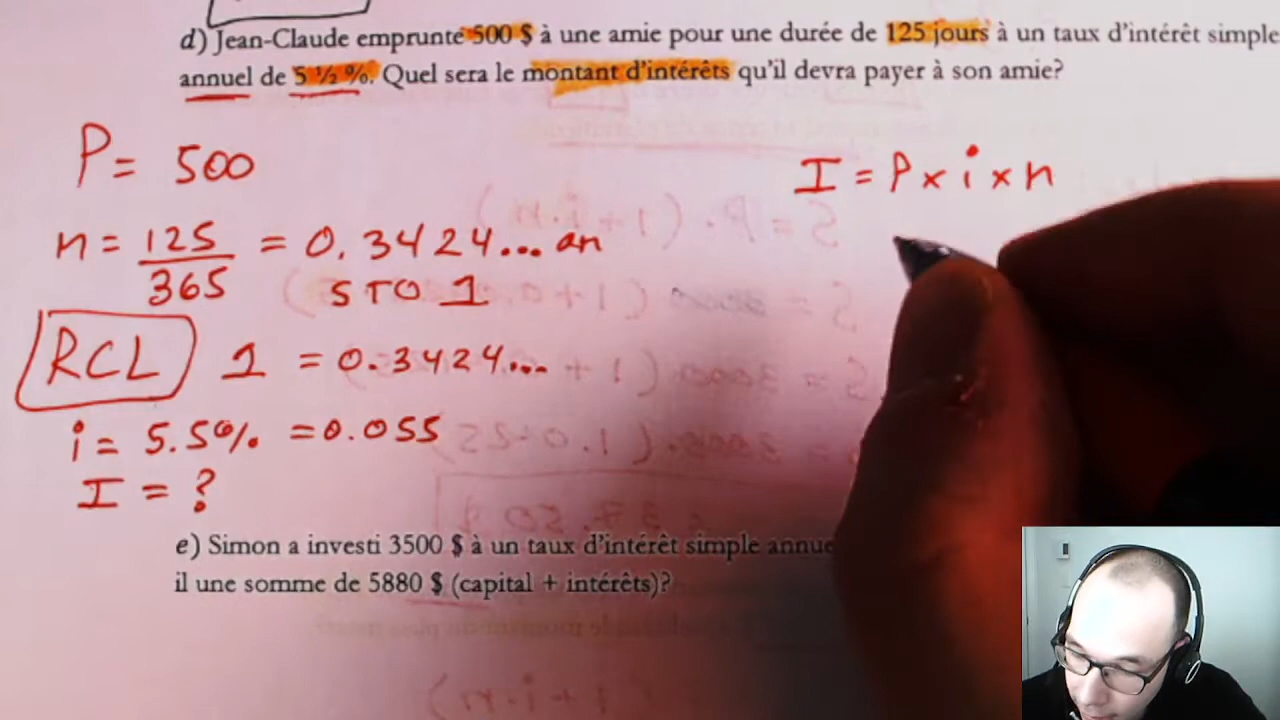 d) Jean-Claude emprunte 500 $ à une amie pour une durée de 125 jours à un taux d'intérêt simple
annuel de 5 ½ %. Quel sera le montant d'intérêts qu'il devra payer à son amie?
P = 500
I = P x i x n
n = 125/365 = 0.3424... an
STO 1
RCL 1 = 0.3424...
i = 5.5% = 0.055
I = ?
e) Simon a investi 3500 $ à un taux d'intérêt simple annue
il une somme de 5880 $ (capital + intérêts)?